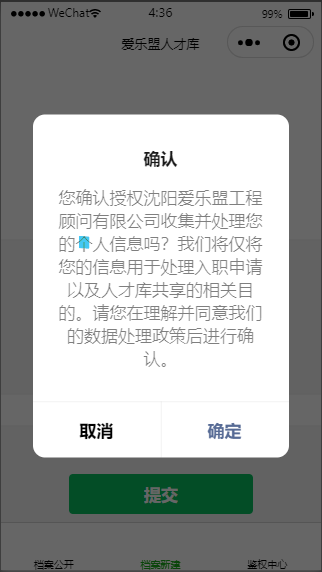 WeChat 4:36 99%
爱乐盟人才库
确认
您确认授权沈阳爱乐盟工程
顾问有限公司收集并处理您
的个人信息吗？我们将仅将
您的信息用于处理入职申请
以及人才库共享的相关目
的。请您在理解并同意我们
的数据处理政策后进行确
认。
取消 确定
提交
档案公开 档案新建 鉴权中心